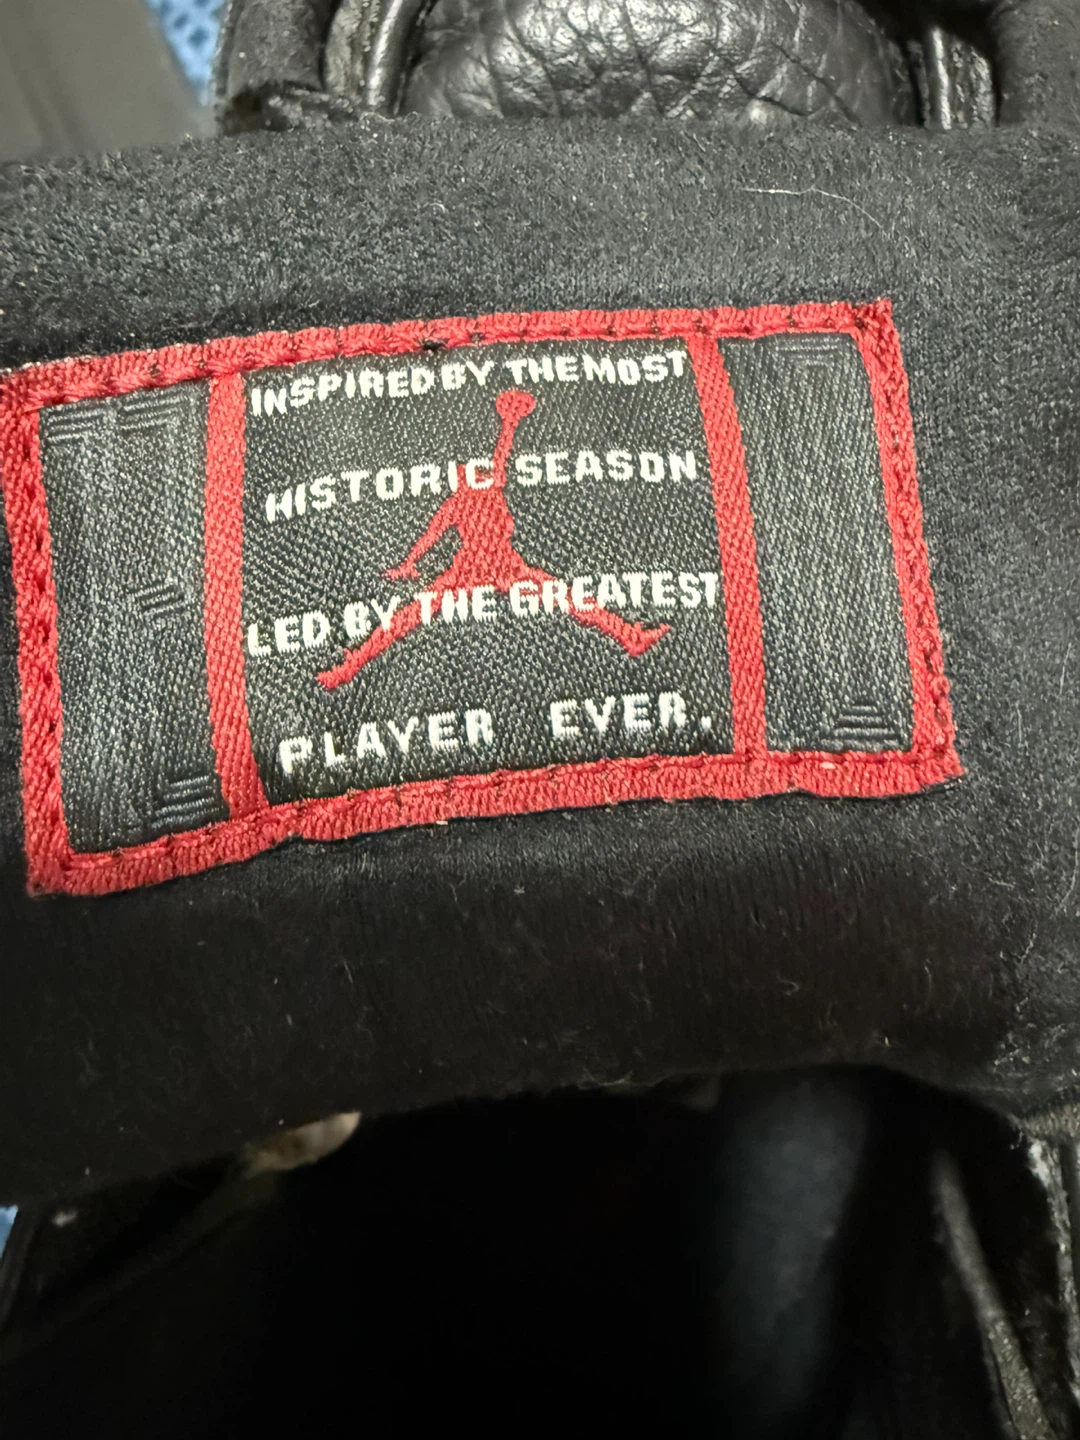 INSPIRED BY THE MOST
HISTORIC SEASON
LED BY THE GREATEST
PLAYER EVER.